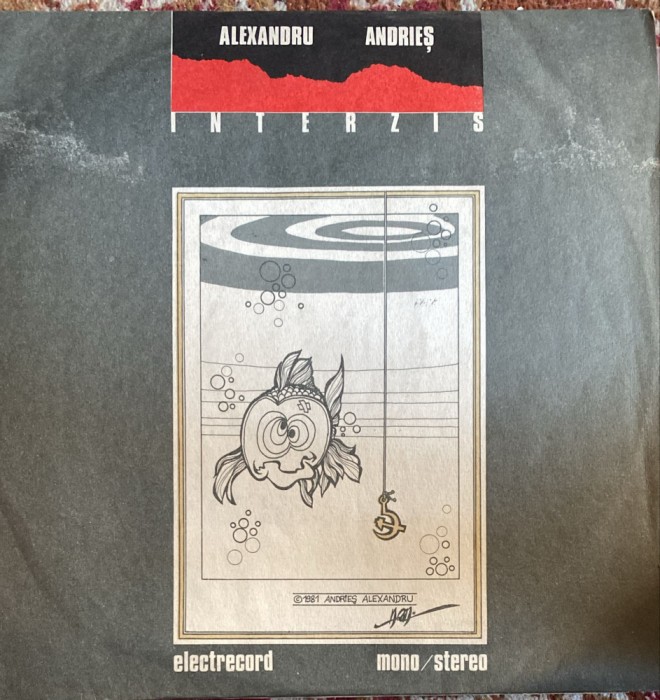 ALEXANDRU ANDRIEȘ
INTERZIS
©1981 ANDRIEȘ ALEXANDRU
electrecord mono/stereo